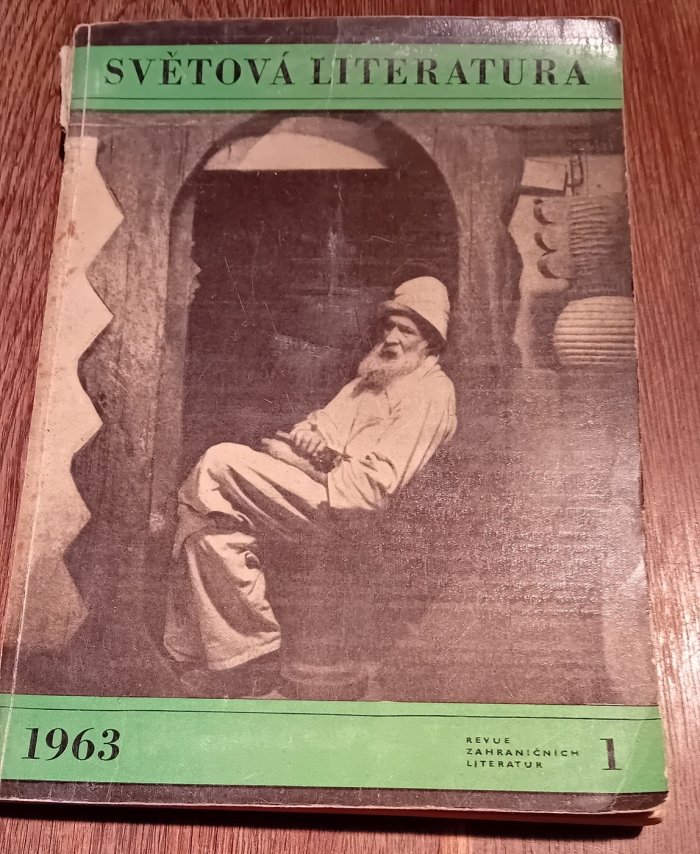 SVĚTOVÁ LITERATURA
1963
REVUE
ZAHRANIČNÍCH
LITERATUR
1